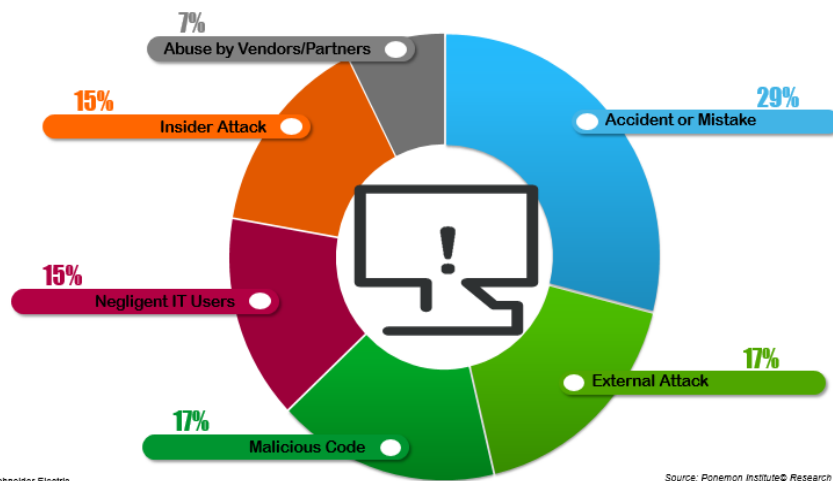 7%
Abuse by Vendors/Partners
29%
Accident or Mistake
15%
Insider Attack
15%
Negligent IT Users
17%
External Attack
17%
Malicious Code
Electric
Source: Ponemon Institute© Research